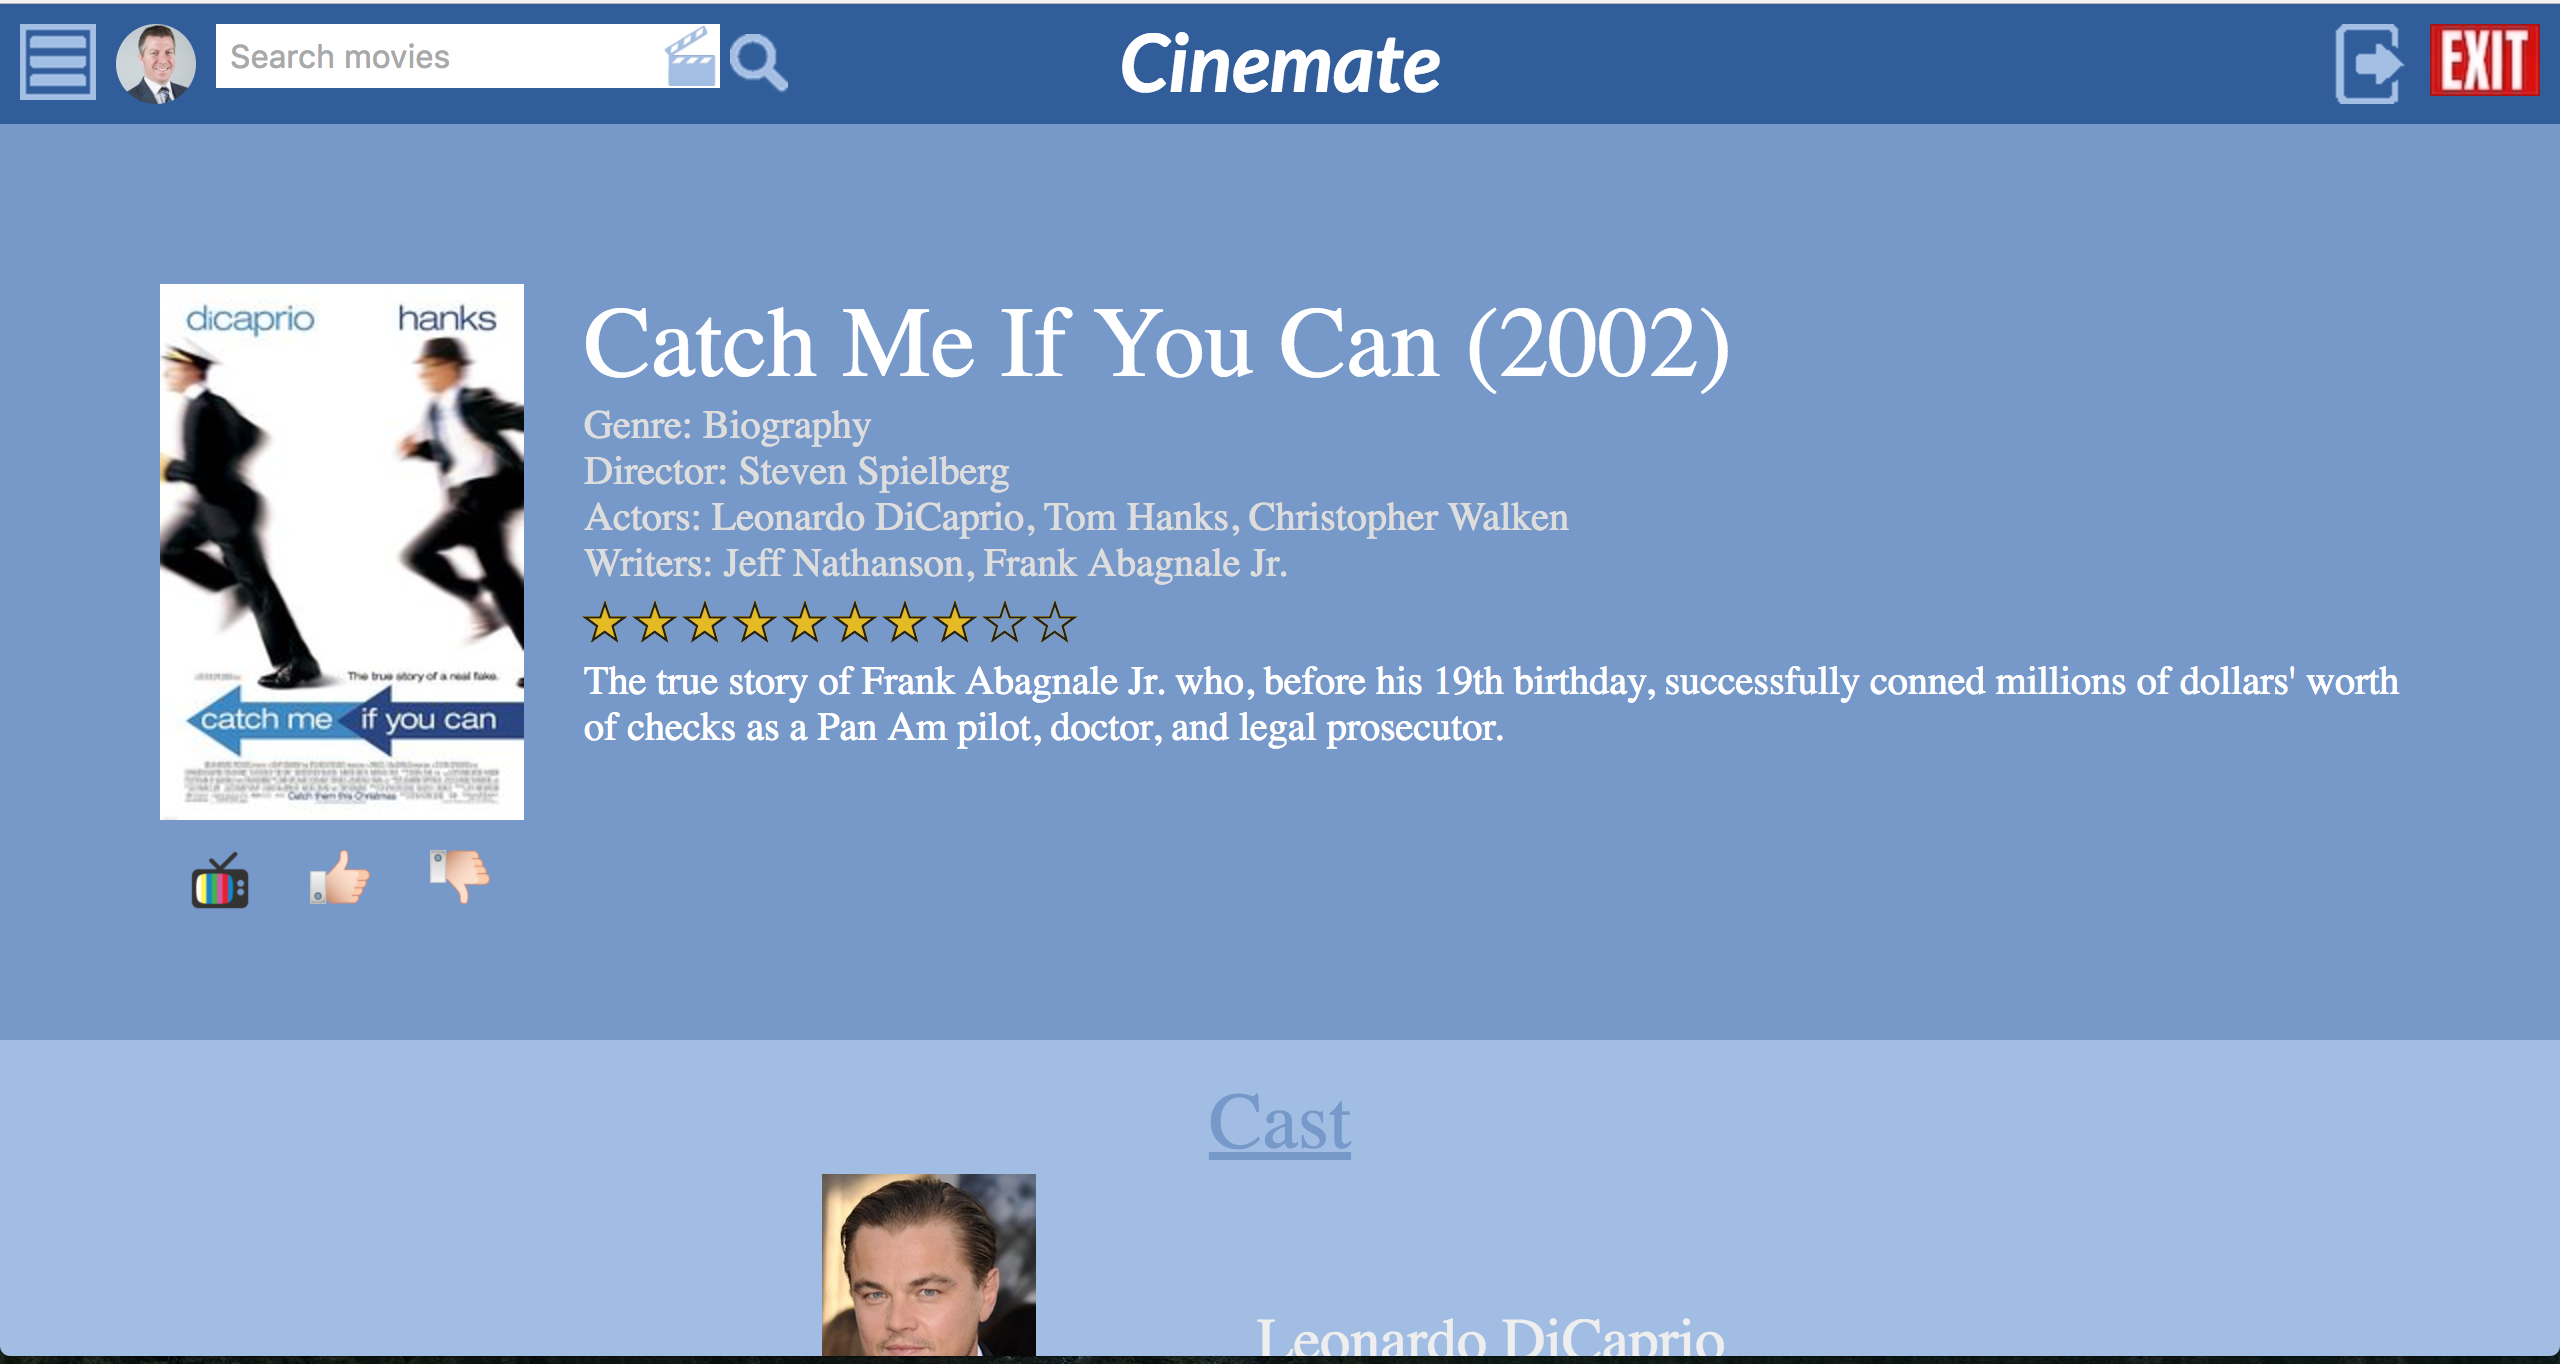 Search movies
Cinemate
EXIT
dicaprio hanks
The true story of a real fake.
catch me if you can
Catch them this Christmas
Catch Me If You Can (2002)
Genre: Biography
Director: Steven Spielberg
Actors: Leonardo DiCaprio, Tom Hanks, Christopher Walken
Writers: Jeff Nathanson, Frank Abagnale Jr.
The true story of Frank Abagnale Jr. who, before his 19th birthday, successfully conned millions of dollars' worth
of checks as a Pan Am pilot, doctor, and legal prosecutor.
Cast
Leonardo DiCaprio